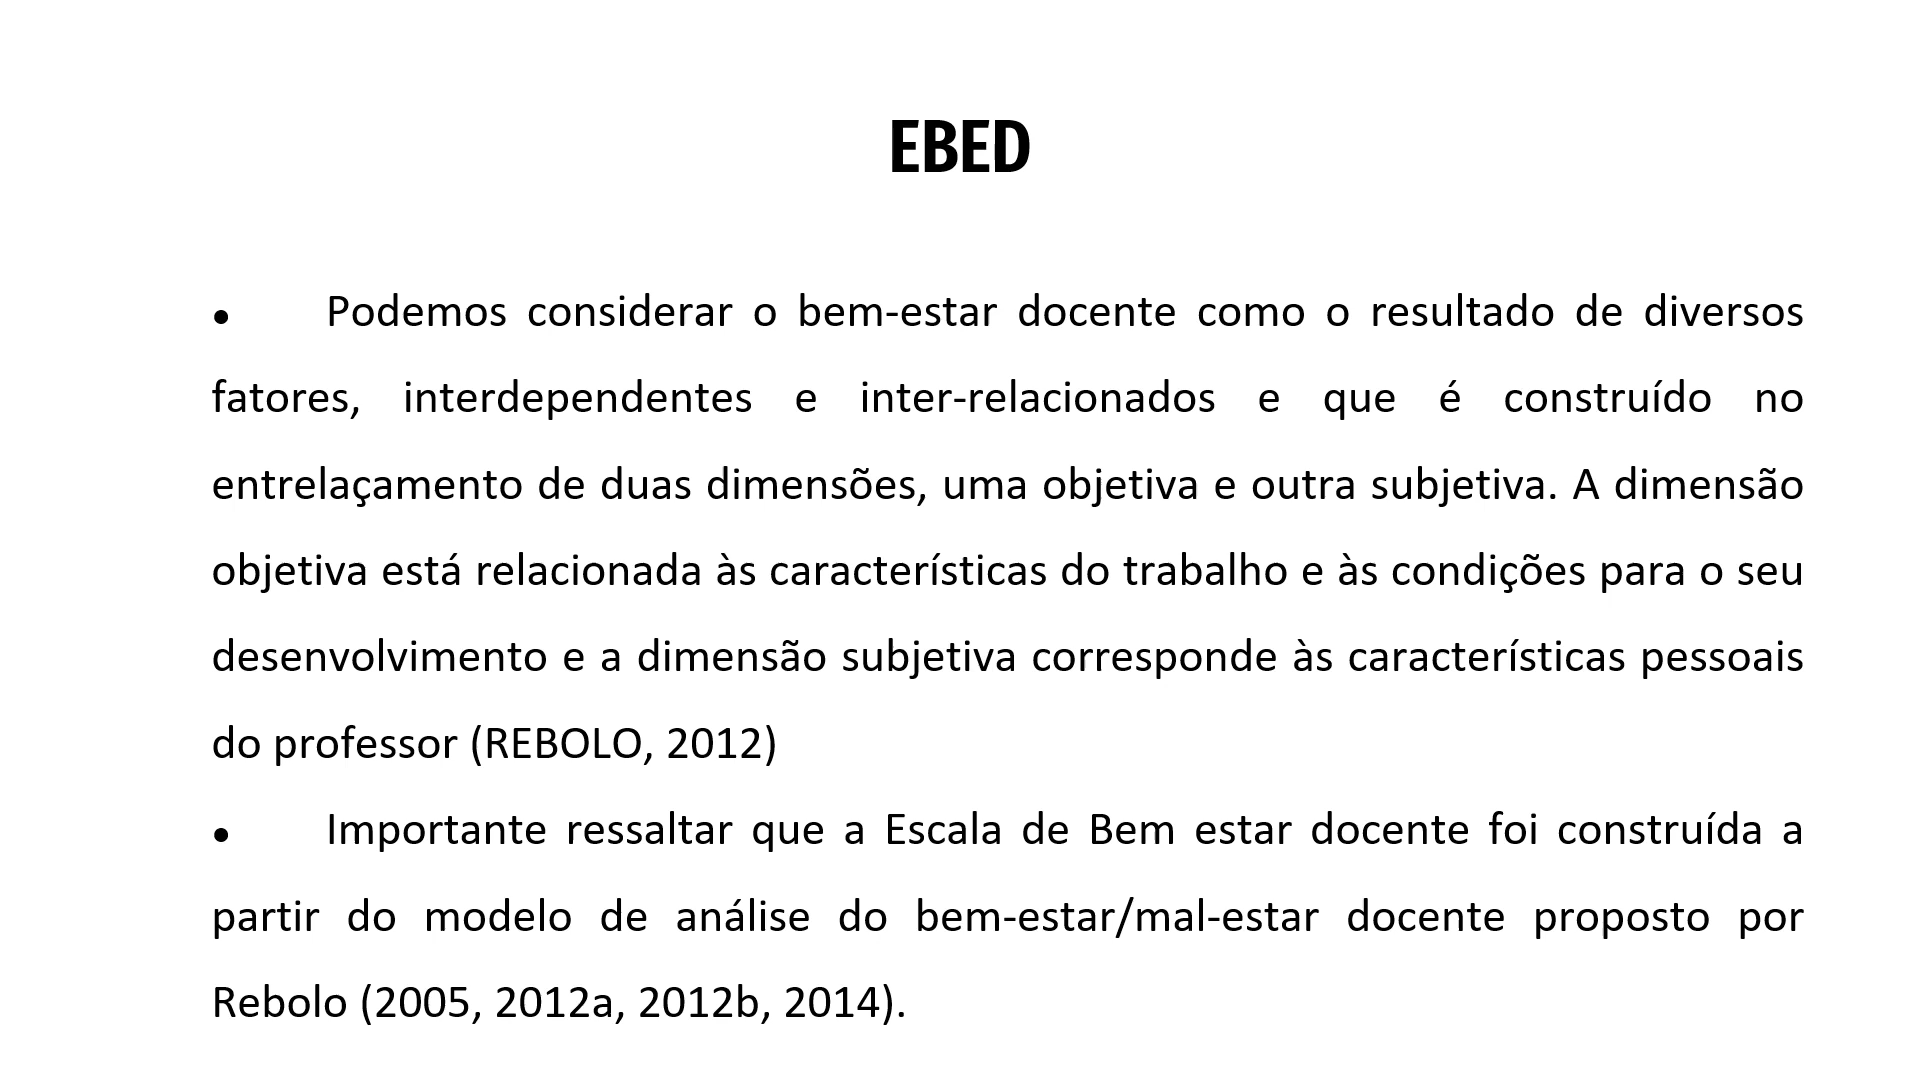 EBED
• Podemos considerar o bem-estar docente como o resultado de diversos
fatores, interdependentes e inter-relacionados e que é construído no
entrelaçamento de duas dimensões, uma objetiva e outra subjetiva. A dimensão
objetiva está relacionada às características do trabalho e às condições para o seu
desenvolvimento e a dimensão subjetiva corresponde às características pessoais
do professor (REBOLO, 2012)
• Importante ressaltar que a Escala de Bem estar docente foi construída a
partir do modelo de análise do bem-estar/mal-estar docente proposto por
Rebolo (2005, 2012a, 2012b, 2014).